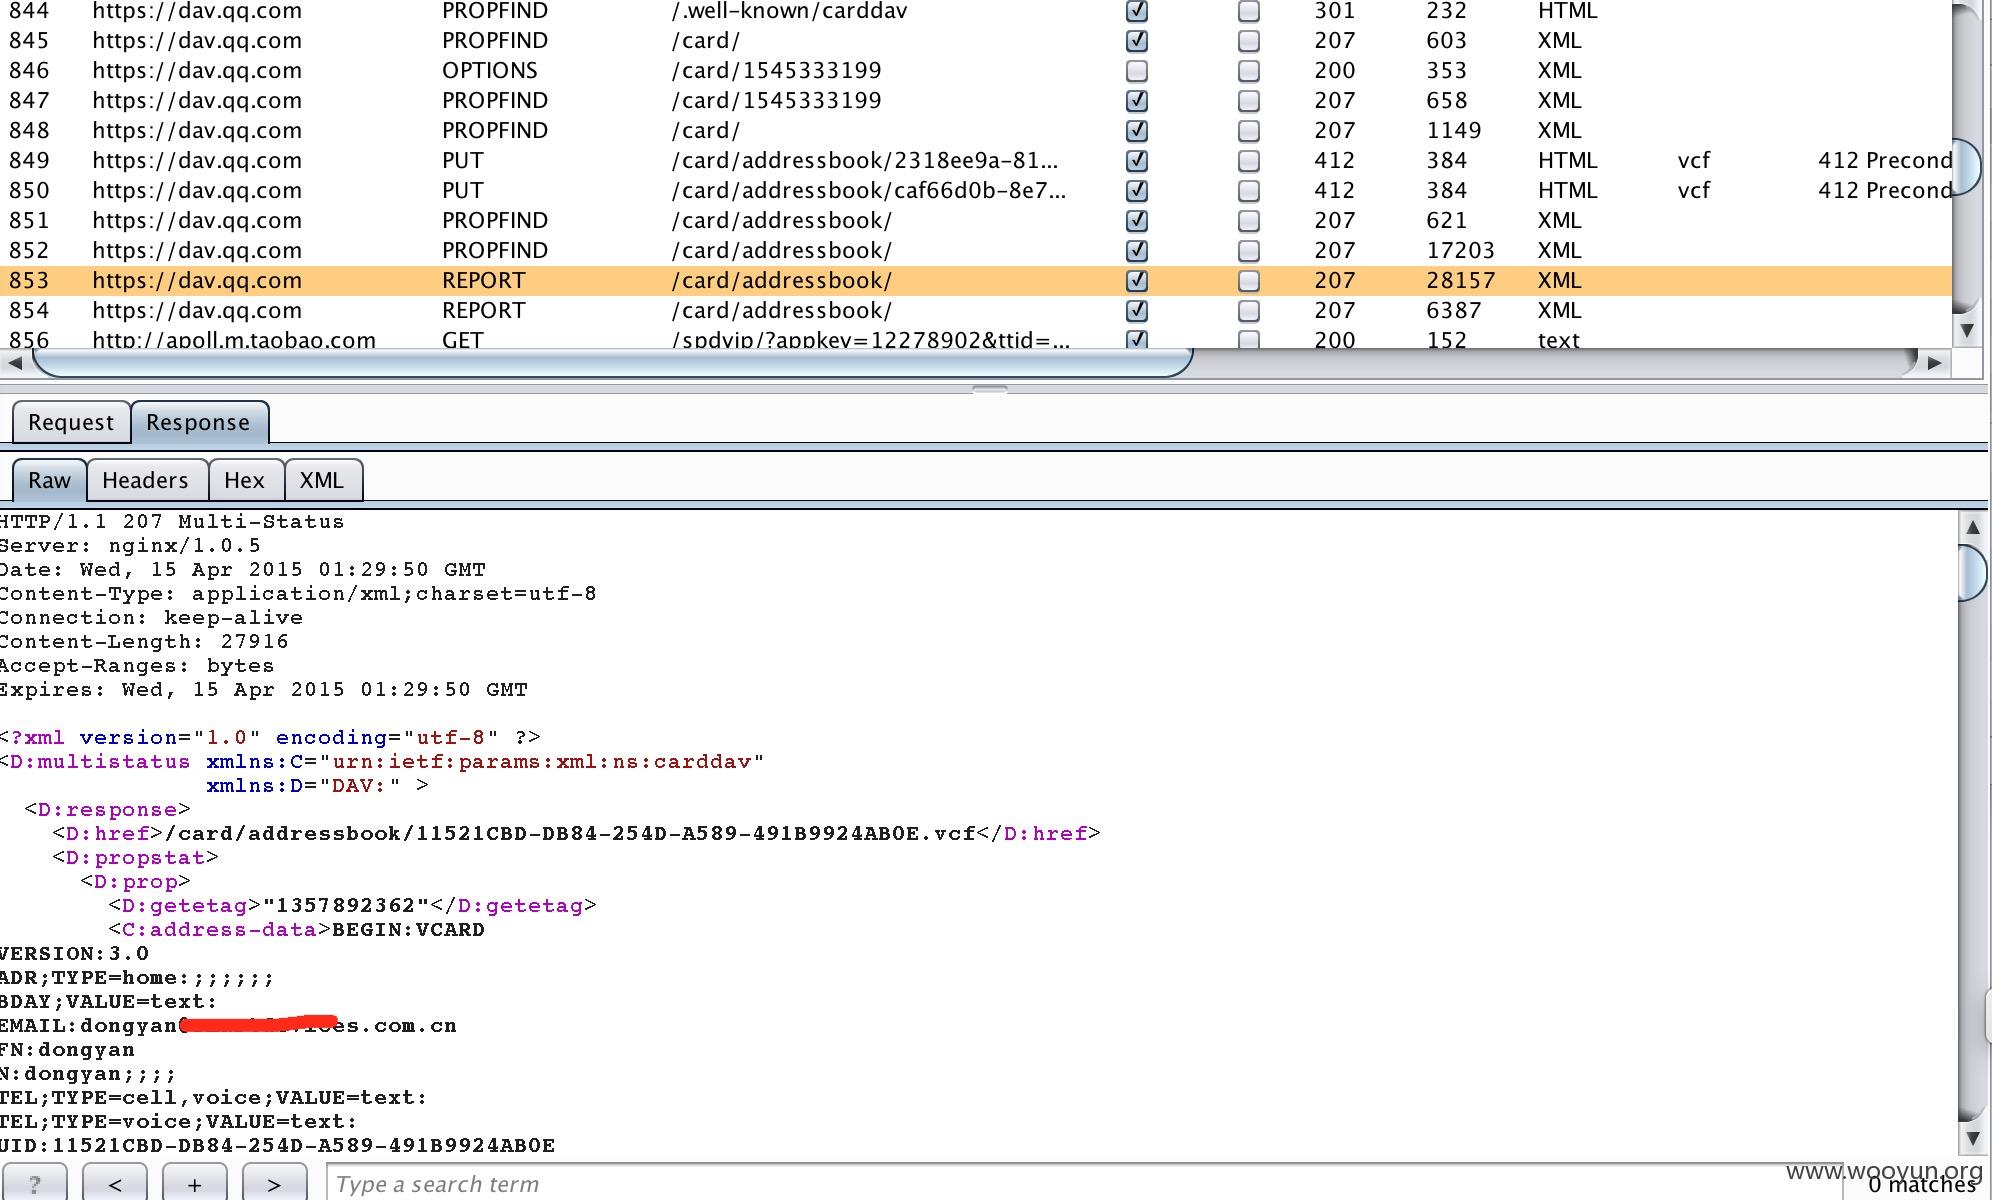 844 https://dav.qq.com PROPFIND /.well-known/carddav 301 232 HTML
845 https://dav.qq.com PROPFIND /card/ 207 603 XML
846 https://dav.qq.com OPTIONS /card/1545333199 200 353 XML
847 https://dav.qq.com PROPFIND /card/1545333199 207 658 XML
848 https://dav.qq.com PROPFIND /card/ 207 1149 XML
849 https://dav.qq.com PUT /card/addressbook/2318ee9a-81... 412 384 HTML vcf 412 Precond
850 https://dav.qq.com PUT /card/addressbook/caf66d0b-8e7... 412 384 HTML vcf 412 Precond
851 https://dav.qq.com PROPFIND /card/addressbook/ 207 621 XML
852 https://dav.qq.com PROPFIND /card/addressbook/ 207 17203 XML
853 https://dav.qq.com REPORT /card/addressbook/ 207 28157 XML
854 https://dav.qq.com REPORT /card/addressbook/ 207 6387 XML
856 http://apoll.m.taobao.com GET /spdyip/?appkey=12278902&ttid=... 200 152 text
Request Response
Raw Headers Hex XML
HTTP/1.1 207 Multi-Status
Server: nginx/1.0.5
Date: Wed, 15 Apr 2015 01:29:50 GMT
Content-Type: application/xml;charset=utf-8
Connection: keep-alive
Content-Length: 27916
Accept-Ranges: bytes
Expires: Wed, 15 Apr 2015 01:29:50 GMT
<?xml version="1.0" encoding="utf-8" ?>
<D:multistatus xmlns:C="urn:ietf:params:xml:ns:carddav"
xmlns:D="DAV:" >
<D:response>
<D:href>/card/addressbook/11521CBD-DB84-254D-A589-491B9924AB0E.vcf</D:href>
<D:propstat>
<D:prop>
<D:getetag>"1357892362"</D:getetag>
<C:address-data>BEGIN:VCARD
VERSION:3.0
ADR;TYPE=home:;;;;;;
BDAY;VALUE=text:
EMAIL:dongyan es.com.cn
FN:dongyan
N:dongyan;;;;
TEL;TYPE=cell,voice;VALUE=text:
TEL;TYPE=voice;VALUE=text:
UID:11521CBD-DB84-254D-A589-491B9924AB0E
? < + > Type a search term 0 matches
www.wooyun.org